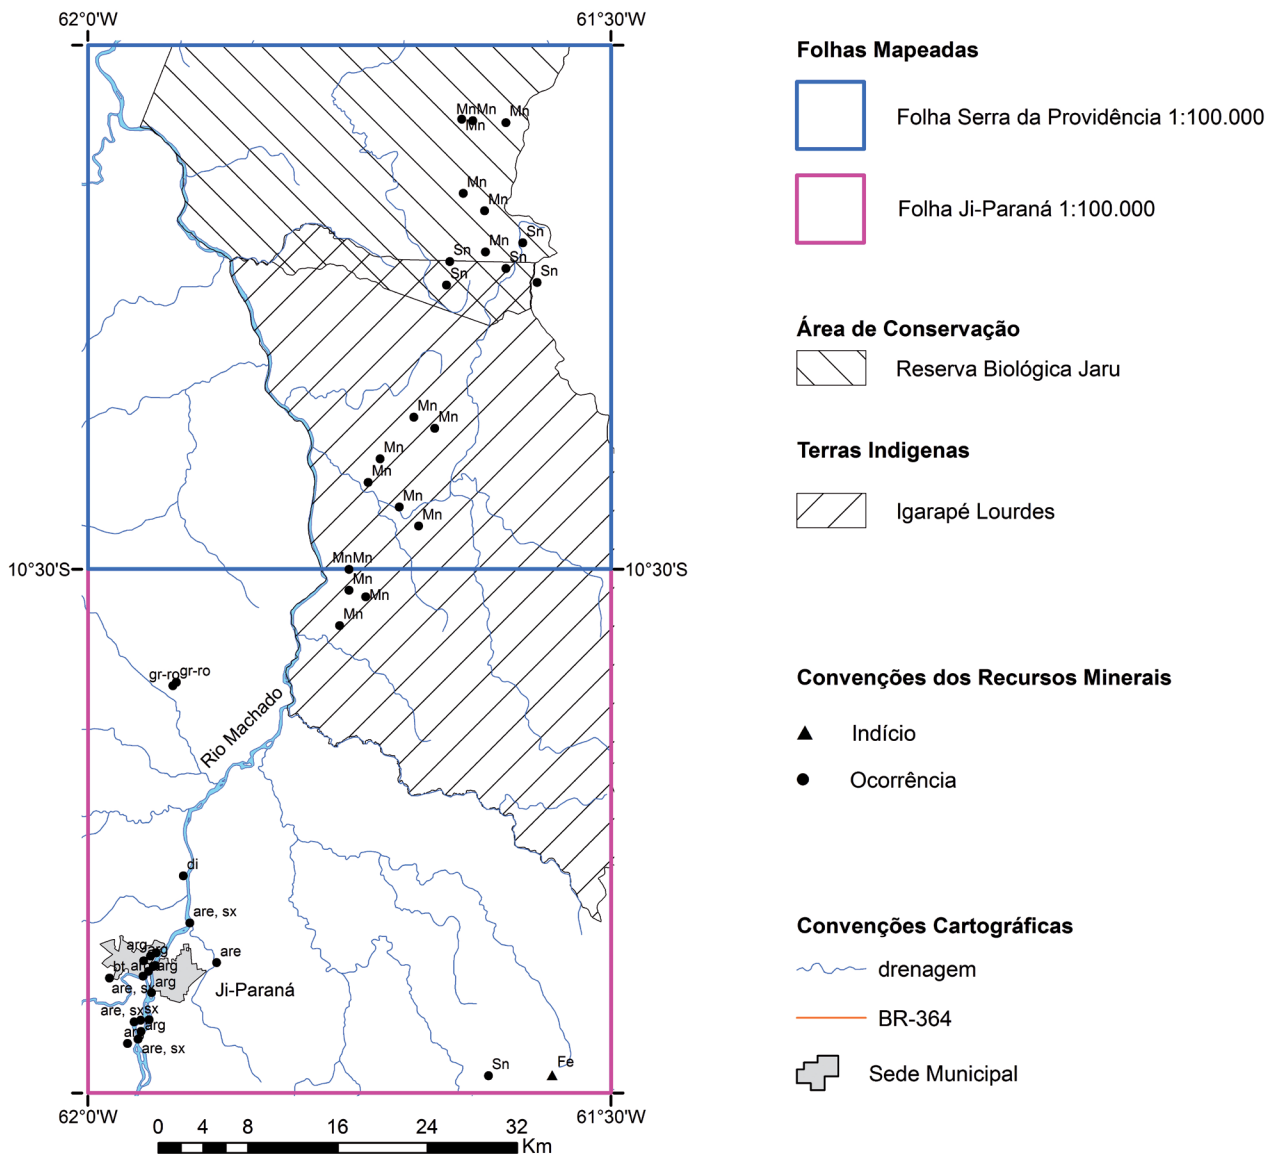 62°0'W
61°30'W
MnMn
Mn
Mn
Mn
Mn
Sn
Mn
Sn
Sn
Sn
Sn
Mn
Mn
Mn
Mn
Mn
Mn
10°30'S
10°30'S
MnMn
Mn
Mn
Mn
gr-ro
gr-ro
Rio Machado
di
are, sx
arg
arg
are
bt
arg
arg
are, sx
Ji-Paraná
are, sx
sx
arg
are, sx
Sn
Fe
62°0'W
61°30'W
0 4 8 16 24 32
Km
Folhas Mapeadas
Folha Serra da Providência 1:100.000
Folha Ji-Paraná 1:100.000
Área de Conservação
Reserva Biológica Jaru
Terras Indigenas
Igarapé Lourdes
Convenções dos Recursos Minerais
Indício
Ocorrência
Convenções Cartográficas
drenagem
BR-364
Sede Municipal